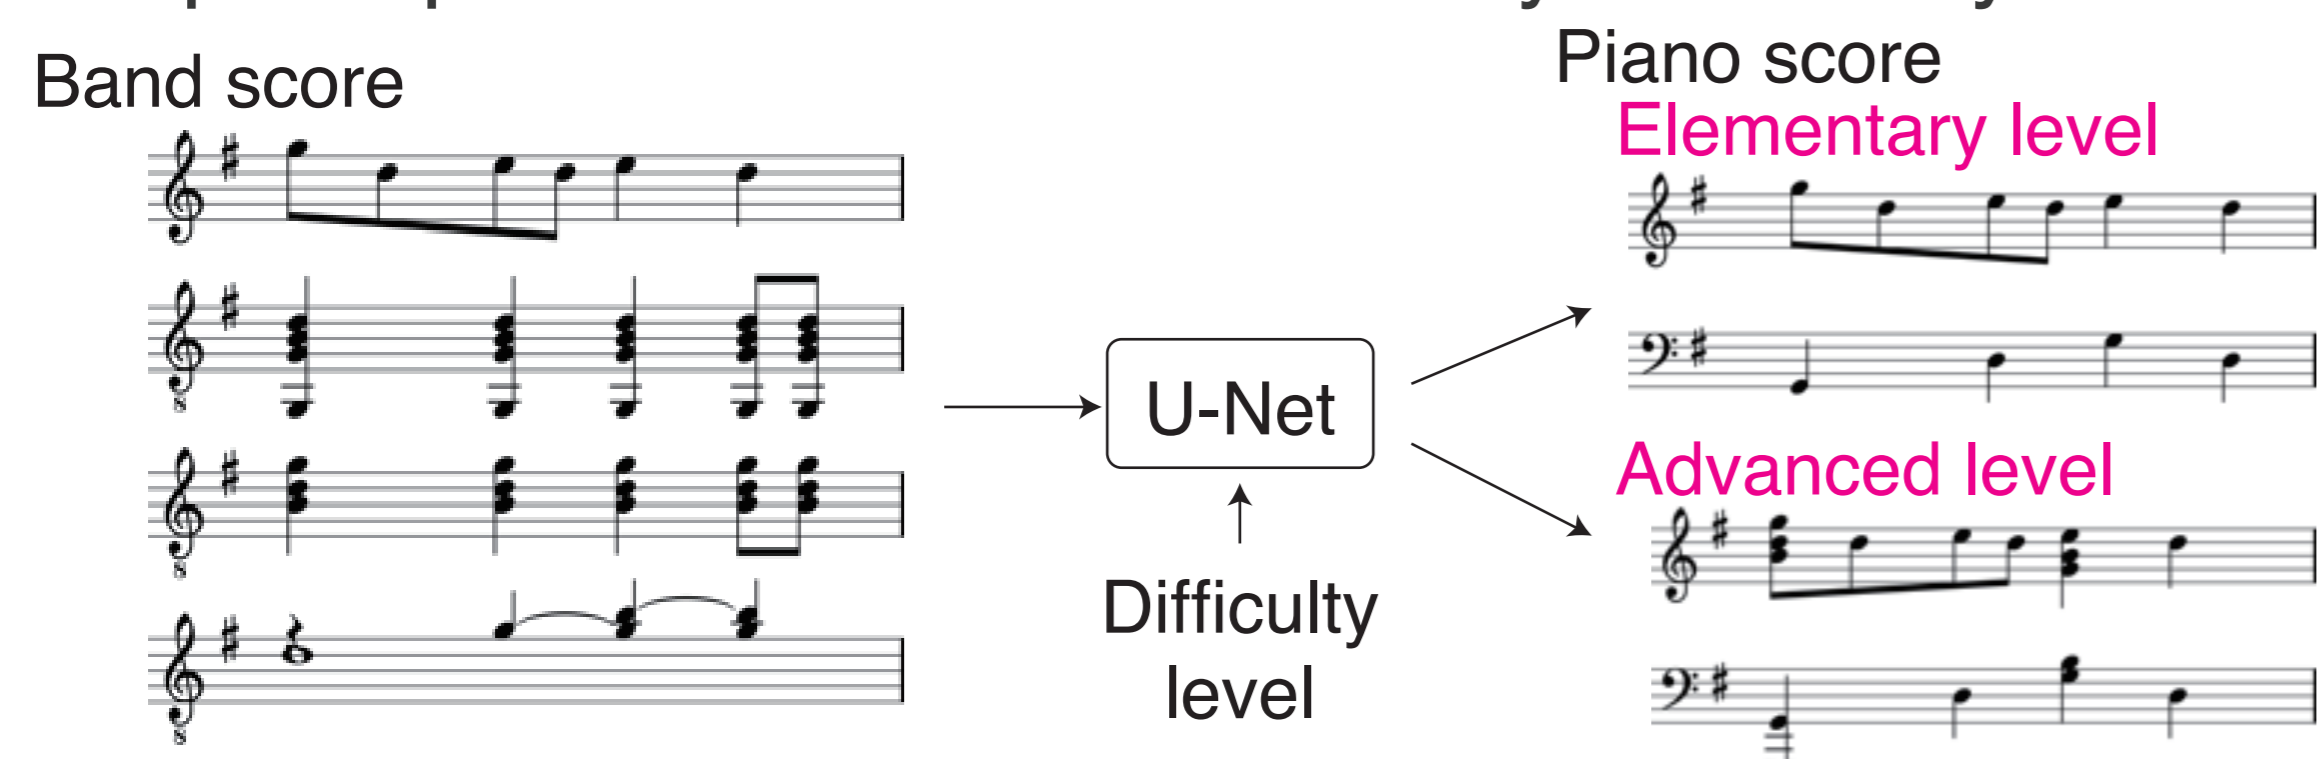 Band score
Piano score
Elementary level
U-Net
Advanced level
Difficulty
level